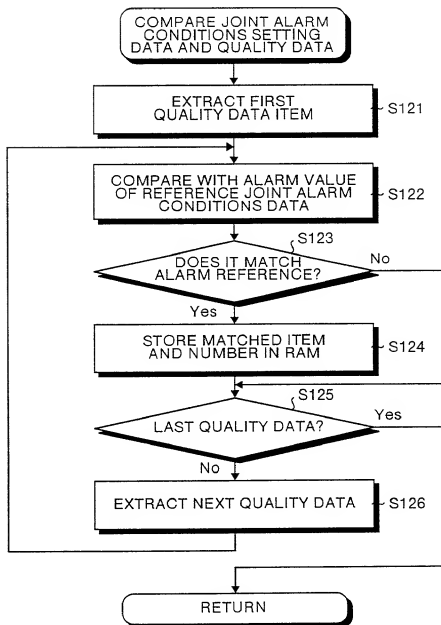 COMPARE JOINT ALARM
CONDITIONS SETTING
DATA AND QUALITY DATA
EXTRACT FIRST
QUALITY DATA ITEM
S121
COMPARE WITH ALARM VALUE
OF REFERENCE JOINT ALARM
CONDITIONS DATA
S122
S123
DOES IT MATCH
ALARM REFERENCE?
No
Yes
STORE MATCHED ITEM
AND NUMBER IN RAM
S124
S125
LAST QUALITY DATA?
Yes
No
EXTRACT NEXT QUALITY DATA
S126
RETURN